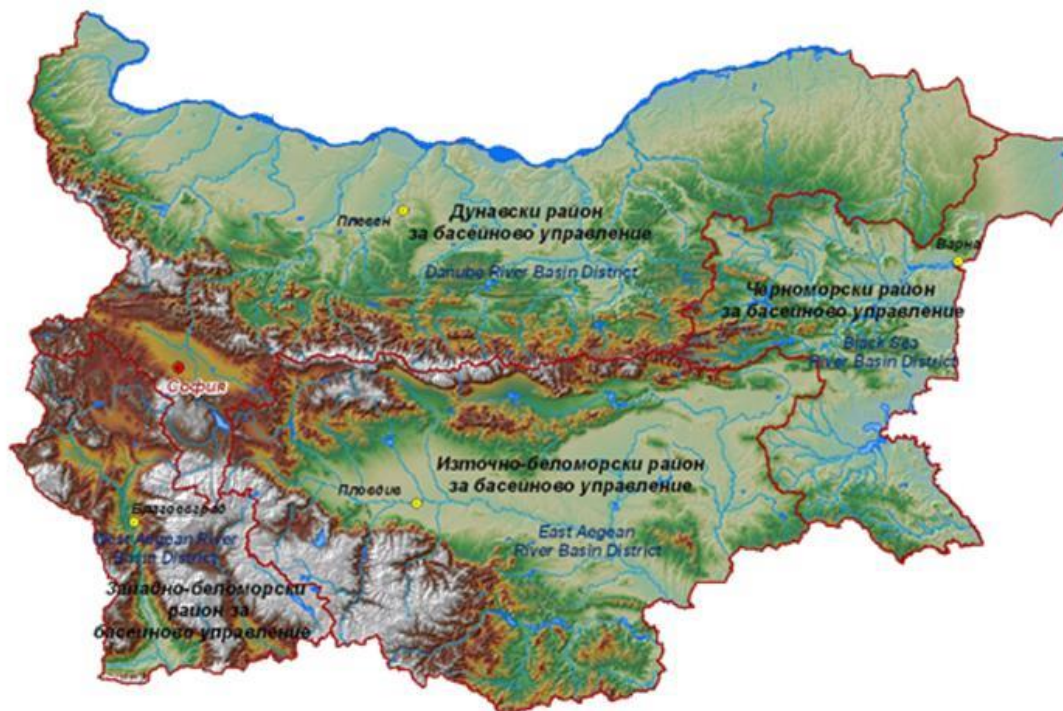 Плевен
Дунавски район
за басейново управление
Danube River Basin District
Варна
Черноморски район
за басейново управление
Black Sea
River Basin District
София
Източно-беломорски район
за басейново управление
Пловдив
East Aegean
River Basin District
Благоевград
West Aegean River
Basin District
Западно-беломорски
район за
басейново управление